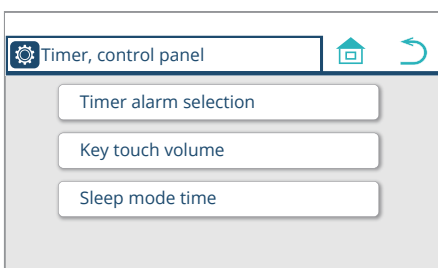 Timer, control panel
Timer alarm selection
Key touch volume
Sleep mode time